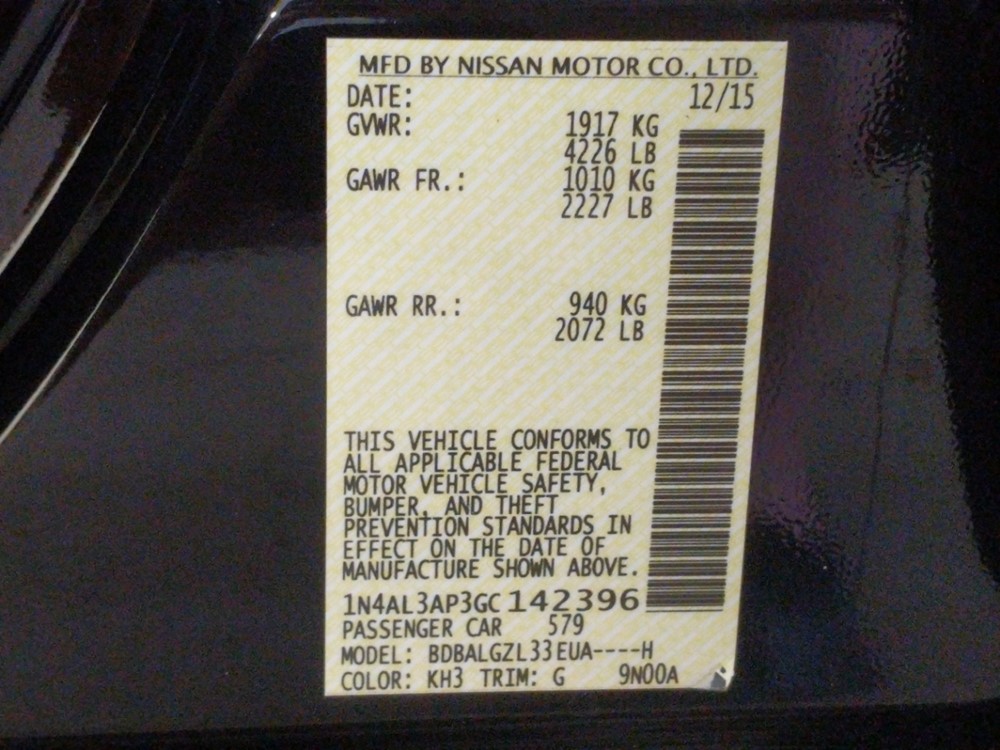 MFD BY NISSAN MOTOR CO., LTD.
DATE: 12/15
GVWR: 1917 KG
4226 LB
GAWR FR.: 1010 KG
2227 LB
GAWR RR.: 940 KG
2072 LB
THIS VEHICLE CONFORMS TO
ALL APPLICABLE FEDERAL
MOTOR VEHICLE SAFETY,
BUMPER, AND THEFT
PREVENTION STANDARDS IN
EFFECT ON THE DATE OF
MANUFACTURE SHOWN ABOVE.
1N4AL3AP3GC142396
PASSENGER CAR 579
MODEL: BDBALGZL33EUA----H
COLOR: KH3 TRIM: G 9N00A